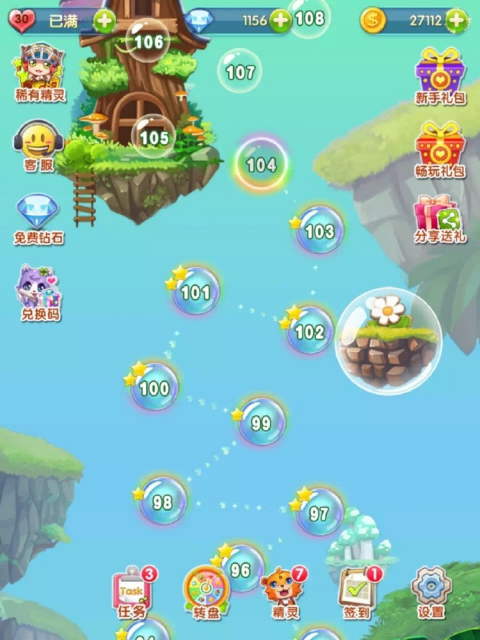 30 已满 1156 27112
108
106
107
稀有精灵
新手礼包
105
104
客服
畅玩礼包
103
免费钻石
分享送礼
101
兑换码
102
100
99
98
97
96
3
7
1
Task
任务
转盘
精灵
签到
设置